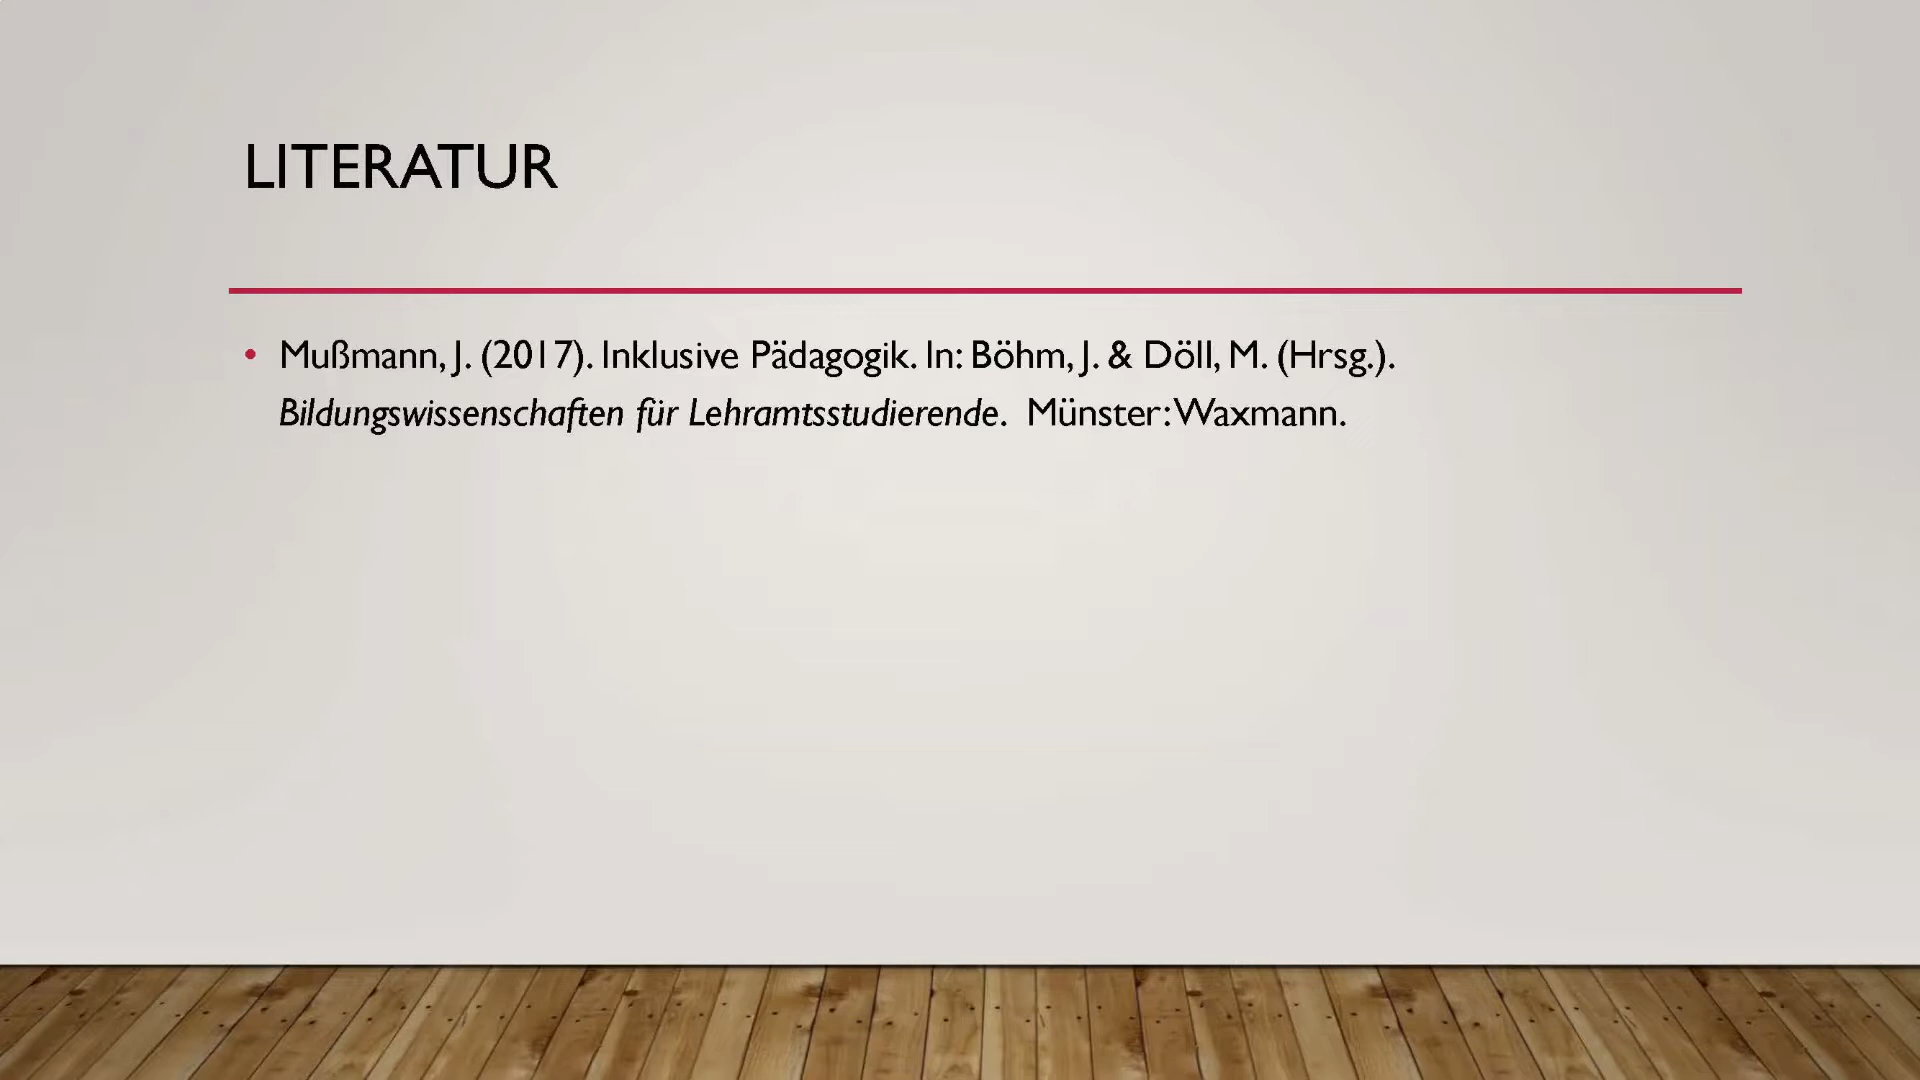 LITERATUR
• Mußmann, J. (2017). Inklusive Pädagogik. In: Böhm, J. & Döll, M. (Hrsg.).
Bildungswissenschaften für Lehramtsstudierende. Münster: Waxmann.